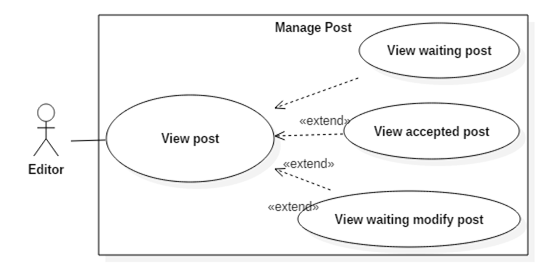 Manage Post
View waiting post
«extend»
View accepted post
View post
«extend»
Editor
«extend»
View waiting modify post